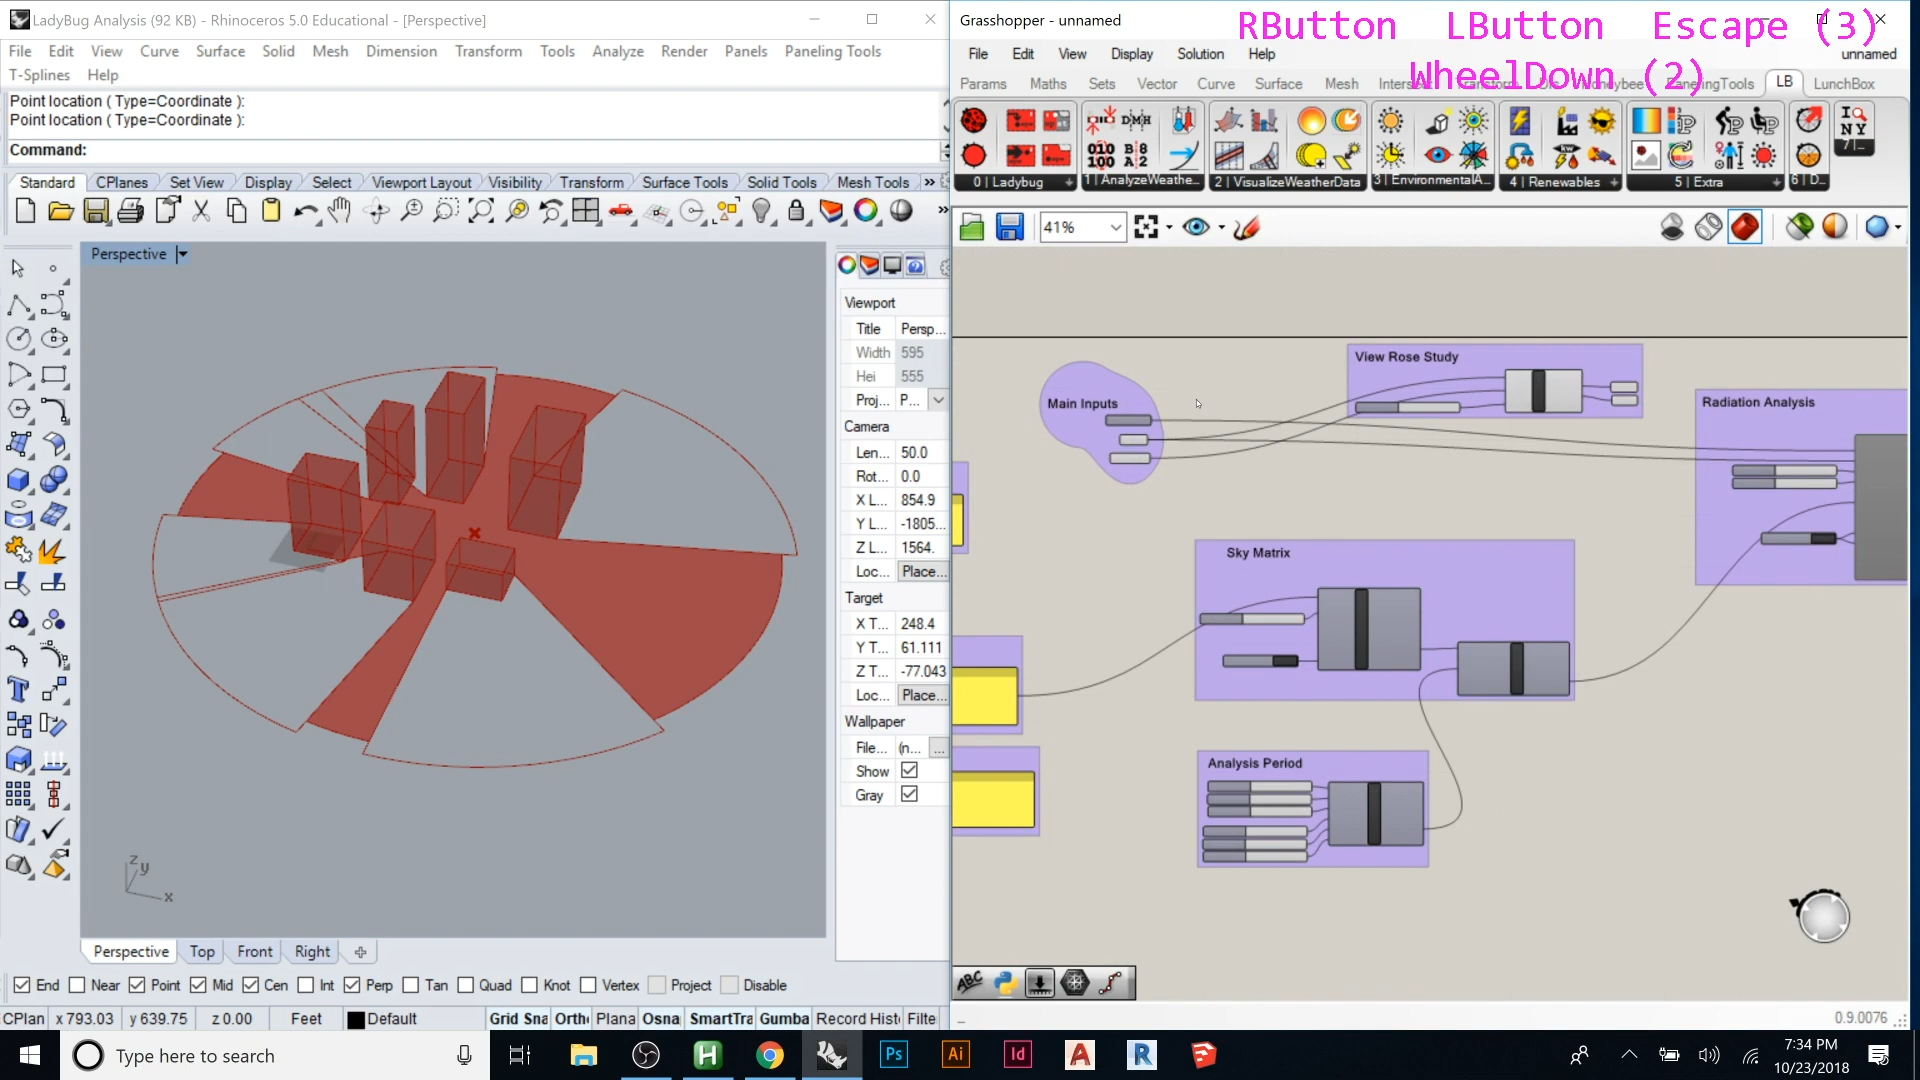 LadyBug Analysis (92 KB) - Rhinoceros 5.0 Educational - [Perspective]
File Edit View Curve Surface Solid Mesh Dimension Transform Tools Analyze Render Panels Paneling Tools
T-Splines Help
Point location ( Type=Coordinate ):
Point location ( Type=Coordinate ):
Command:
Standard CPlanes Set View Display Select Viewport Layout Visibility Transform Surface Tools Solid Tools Mesh Tools »
Perspective
Viewport
Title Persp...
Width 595
Hei 555
Proj... P...
Camera
Len... 50.0
Rot... 0.0
X L... 854.9
Y L... -1805...
Z L... 1564.
Loc... Place...
Target
X T... 248.4
Y T... 61.111
Z T... -77.043
Loc... Place...
Wallpaper
File... (n... ...
Show
Gray
z
y
x
Perspective Top Front Right
End Near Point Mid Cen Int Perp Tan Quad Knot Vertex Project Disable
CPlan x 793.03 y 639.75 z 0.00 Feet Default Grid Sna Orth Plana Osna SmartTra Gumba Record Hist Filte
Grasshopper - unnamed
RButton LButton Escape (3)
WheelDown (2)
File Edit View Display Solution Help
unnamed
Params Maths Sets Vector Curve Surface Mesh PanelingTools LB LunchBox
0 | Ladybug
1 | AnalyzeWeathe...
2 | VisualizeWeatherData
3 | EnvironmentalA...
4 | Renewables
5 | Extra
6 | D...
7 |...
41%
Main Inputs
View Rose Study
Radiation Analysis
Sky Matrix
Analysis Period
0.9.0076
Type here to search
Ps
Ai
Id
7:34 PM
10/23/2018